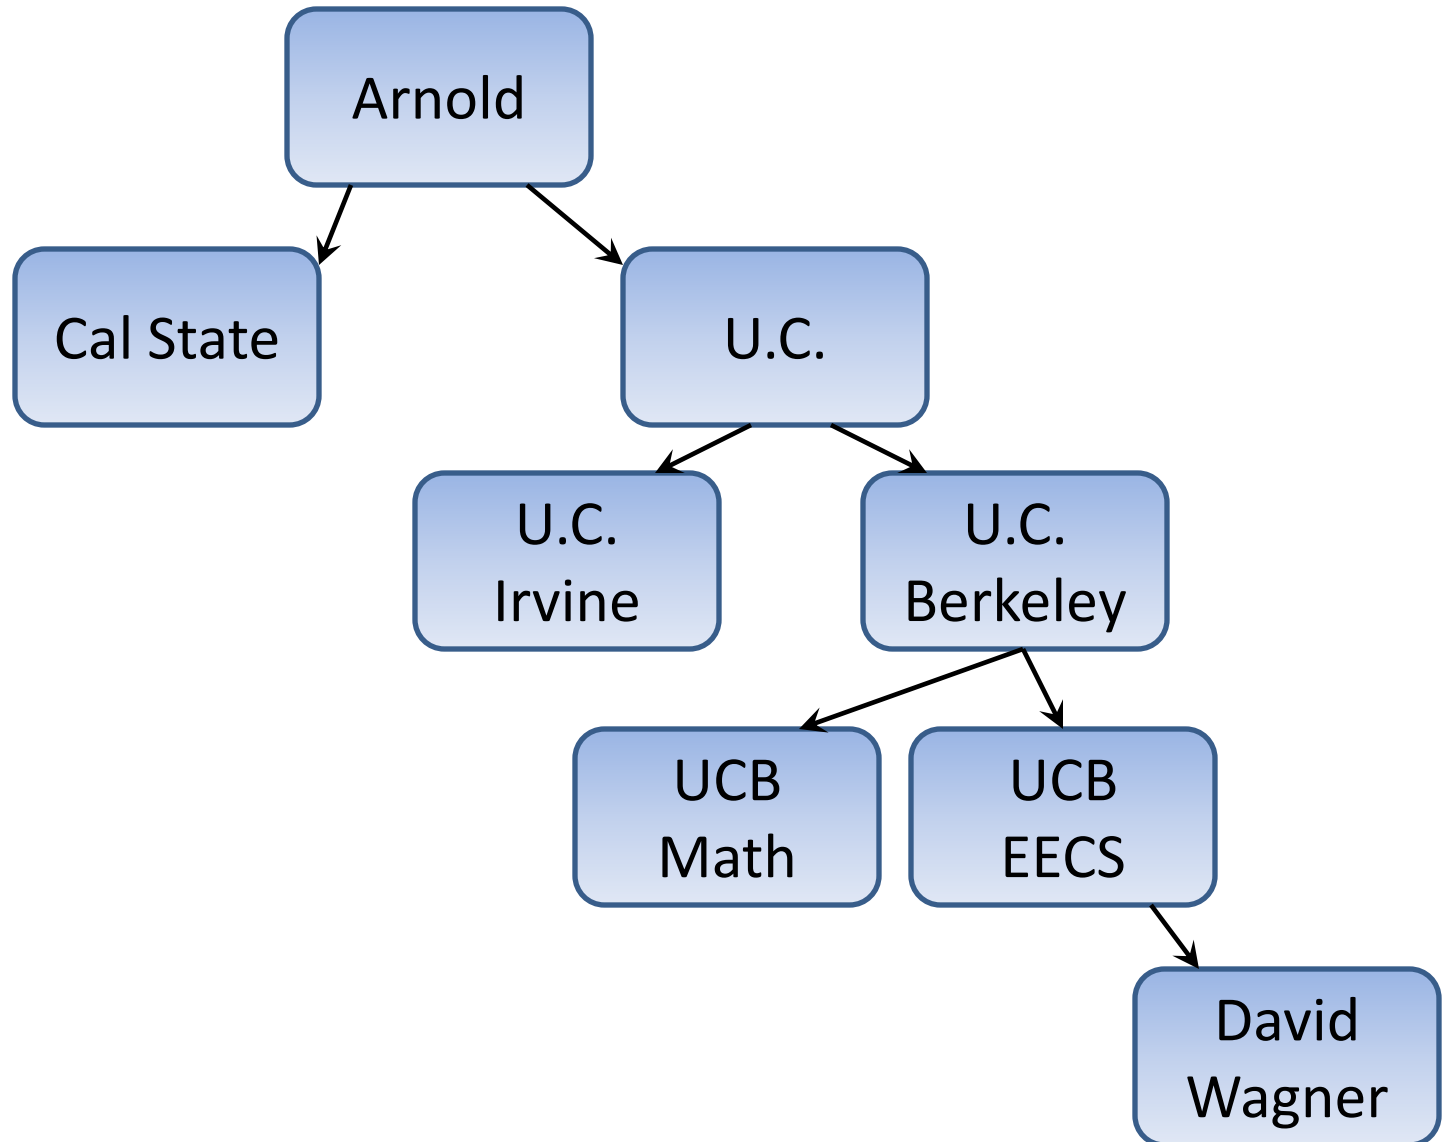 Arnold
Cal State
U.C.
U.C.
Irvine
U.C.
Berkeley
UCB
Math
UCB
EECS
David
Wagner